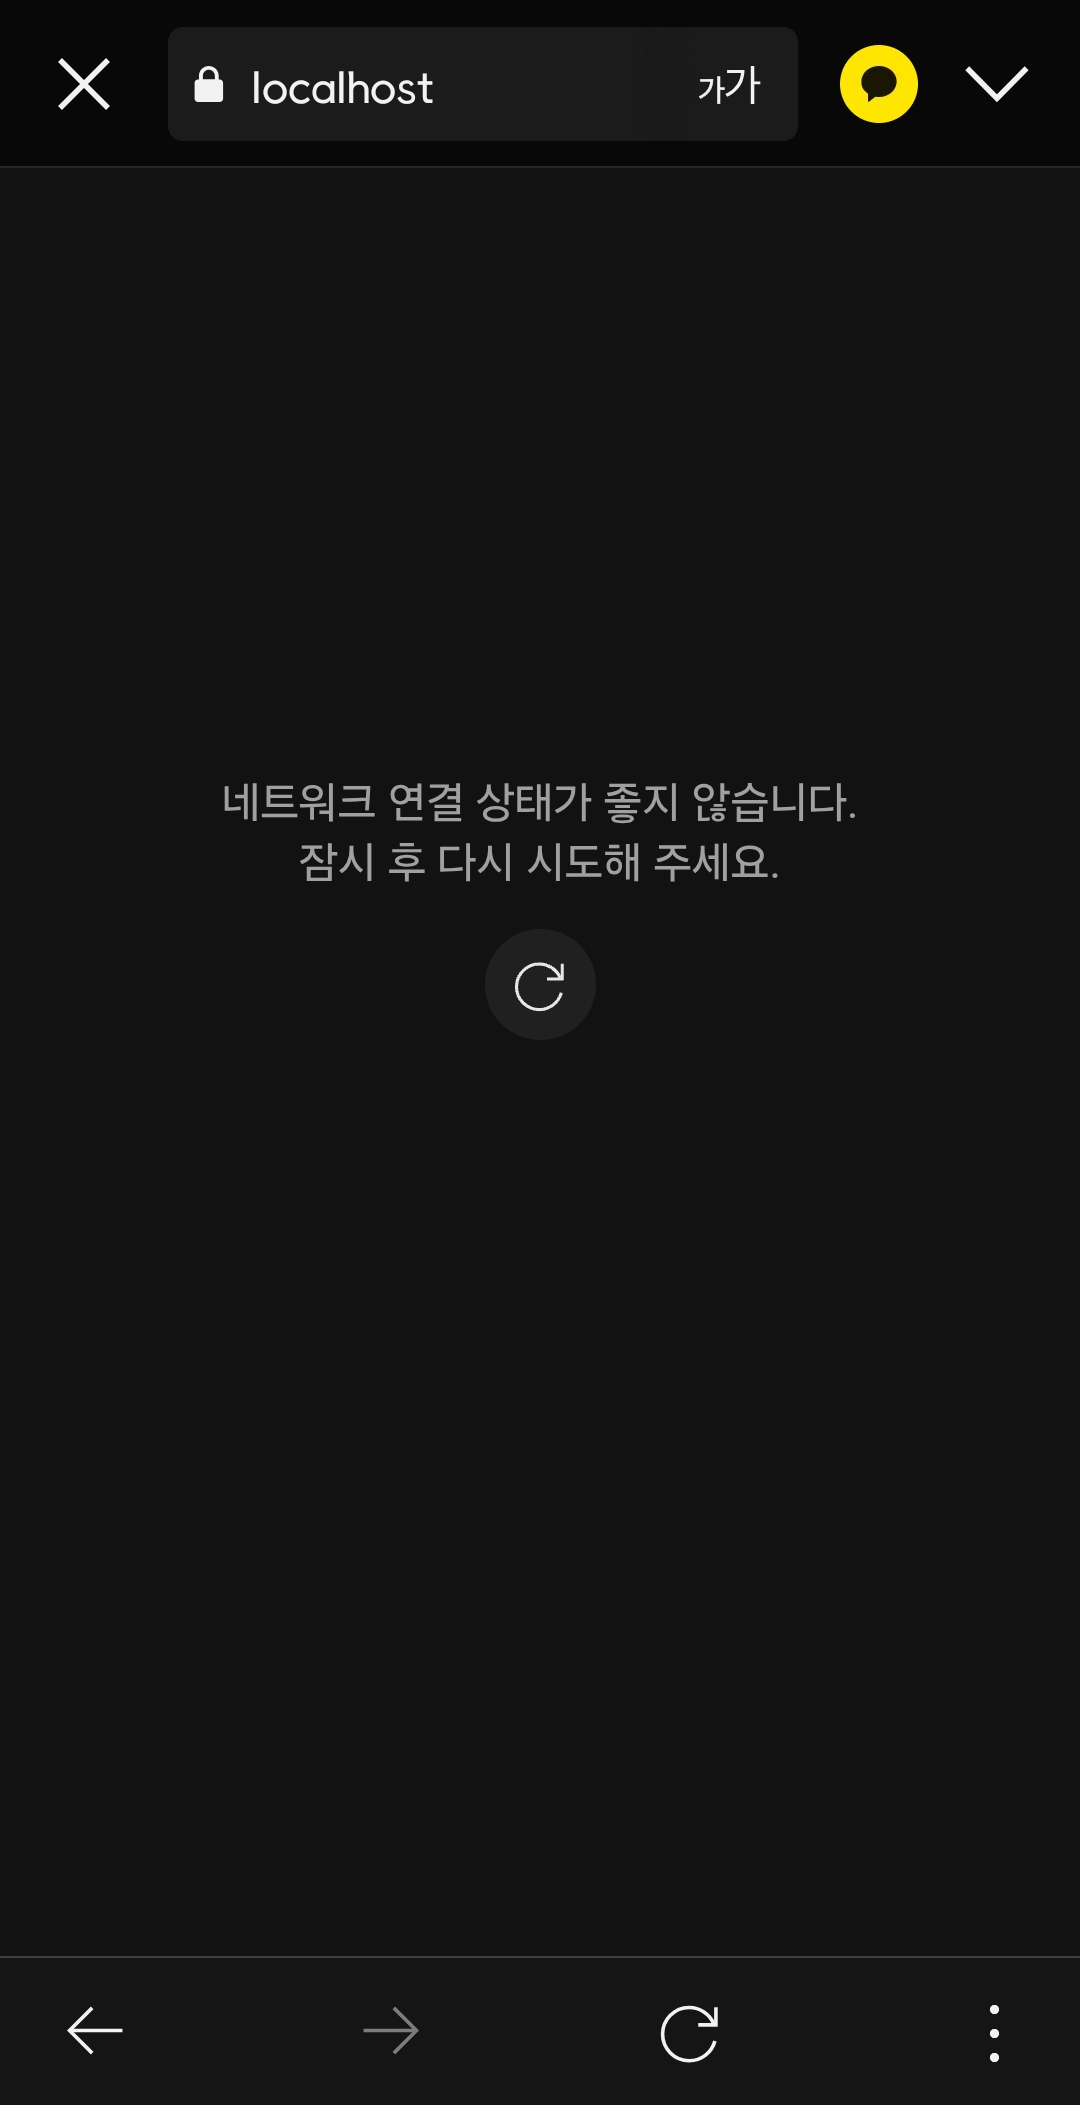 localhost
가가
네트워크 연결 상태가 좋지 않습니다.
잠시 후 다시 시도해 주세요.